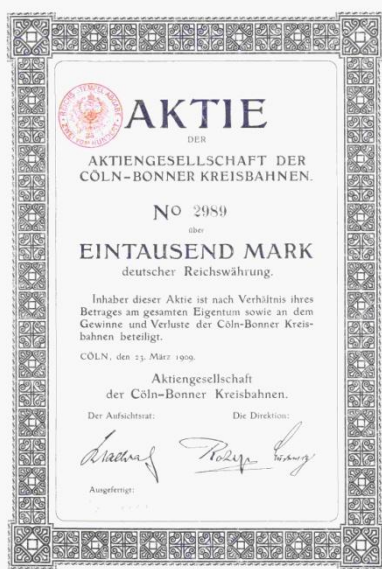 AKTIE
DER
AKTIENGESELLSCHAFT DER
CÖLN-BONNER KREISBAHNEN.
No 2989
über
EINTAUSEND MARK
deutscher Reichswährung.
Inhaber dieser Aktie ist nach Verhältnis ihres
Betrages am gesamten Eigentum sowie an dem
Gewinne und Verluste der Cöln-Bonner Kreis-
bahnen beteiligt.
CÖLN, den 23. März 1909.
Aktiengesellschaft
der Cöln-Bonner Kreisbahnen.
Der Aufsichtsrat: Die Direktion:
Ausgefertigt: